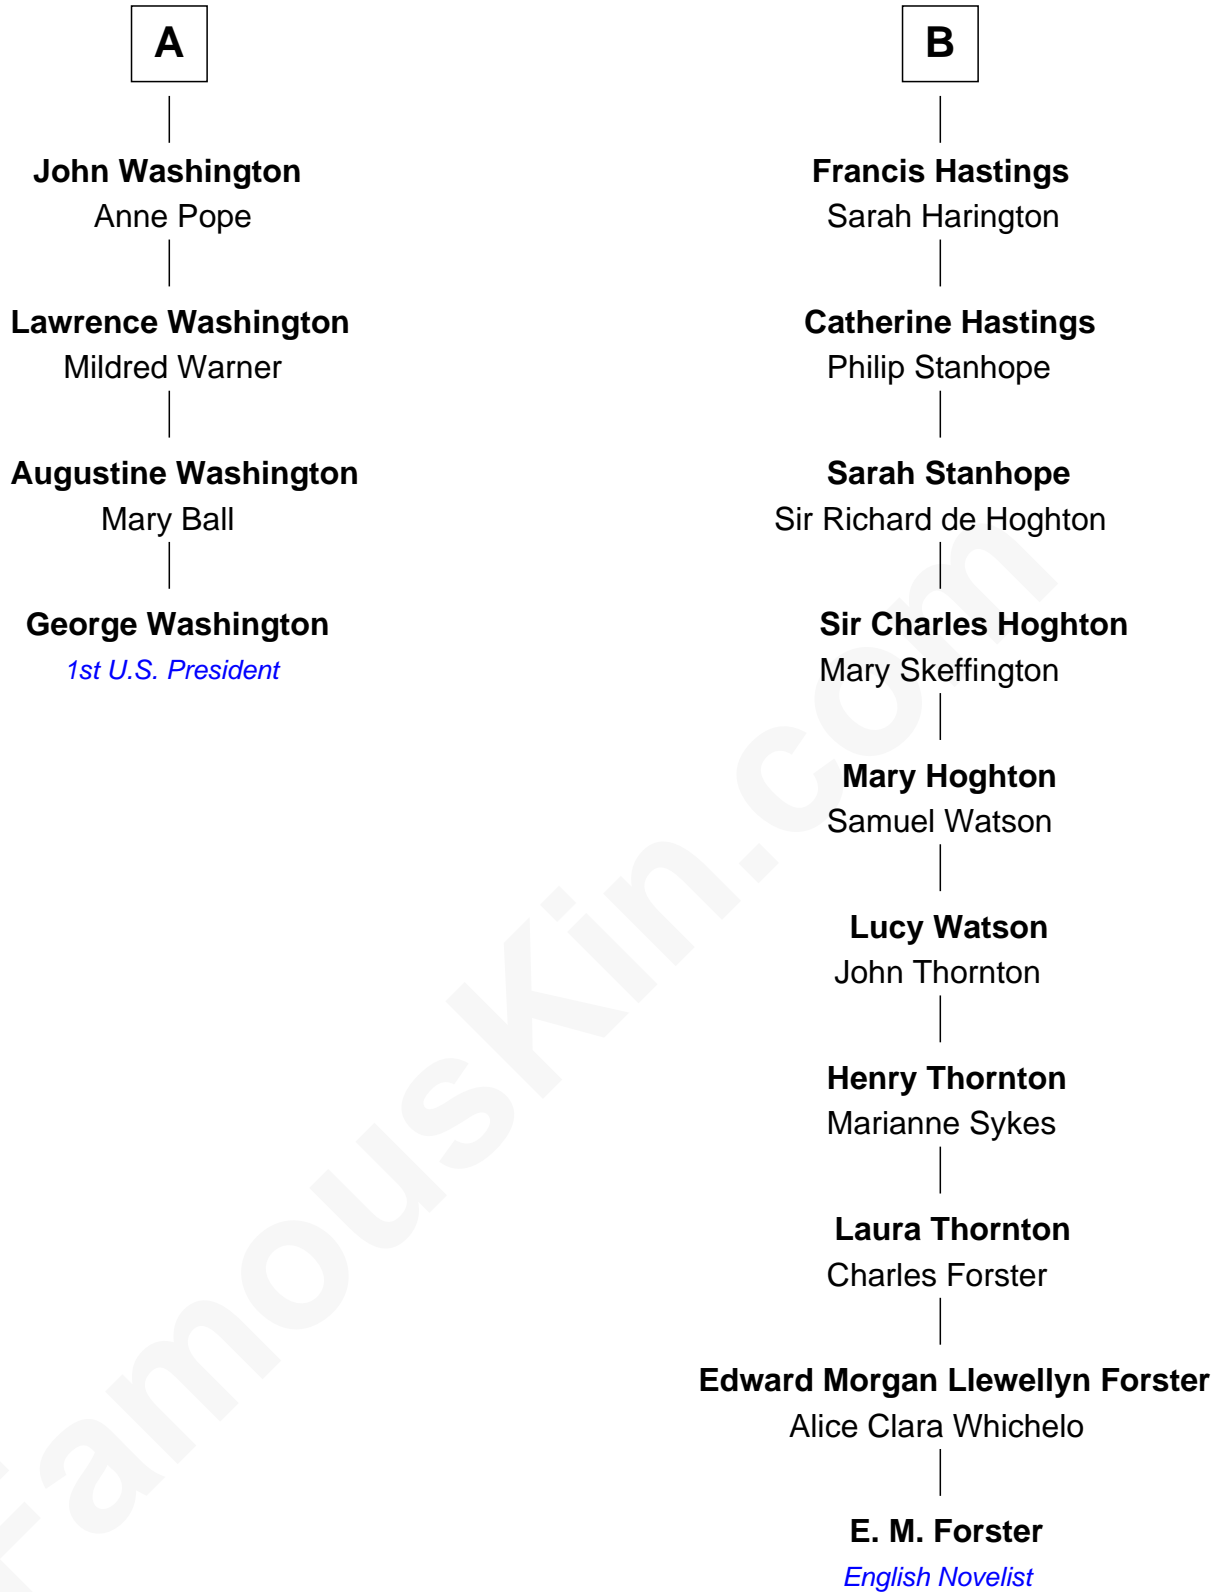 A
John Washington
Anne Pope
Lawrence Washington
Mildred Warner
Augustine Washington
Mary Ball
George Washington
1st U.S. President
B
Francis Hastings
Sarah Harington
Catherine Hastings
Philip Stanhope
Sarah Stanhope
Sir Richard de Hoghton
Sir Charles Hoghton
Mary Skeffington
Mary Hoghton
Samuel Watson
Lucy Watson
John Thornton
Henry Thornton
Marianne Sykes
Laura Thornton
Charles Forster
Edward Morgan Llewellyn Forster
Alice Clara Whichelo
E. M. Forster
English Novelist
FamousKin.com